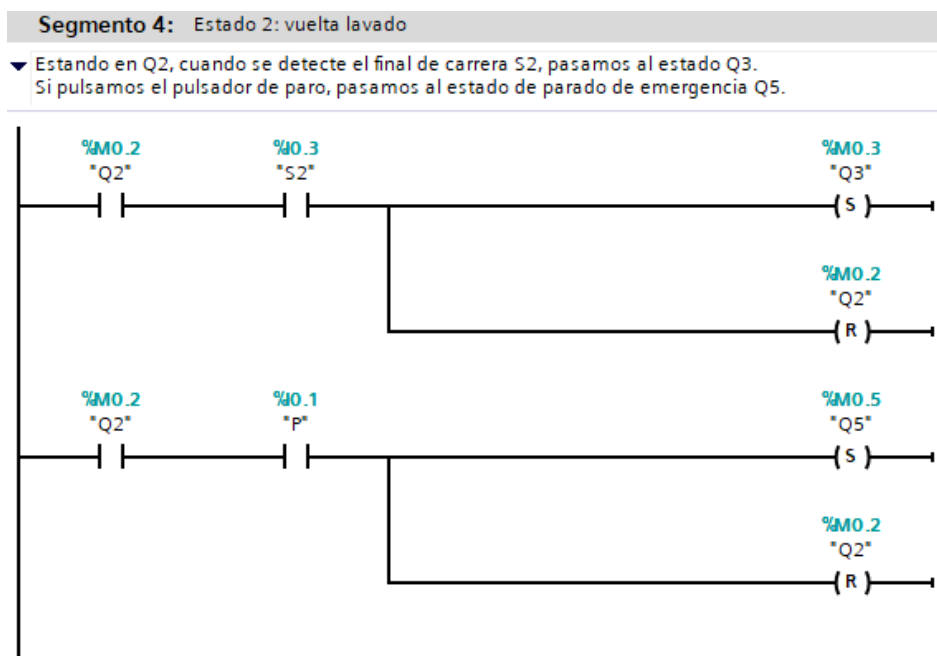 Segmento 4: Estado 2: vuelta lavado
Estando en Q2, cuando se detecte el final de carrera S2, pasamos al estado Q3.
Si pulsamos el pulsador de paro, pasamos al estado de parado de emergencia Q5.
%M0.2 %I0.3 %M0.3
"Q2" "S2" "Q3"
S
%M0.2
"Q2"
R
%M0.2 %I0.1 %M0.5
"Q2" "P" "Q5"
S
%M0.2
"Q2"
R